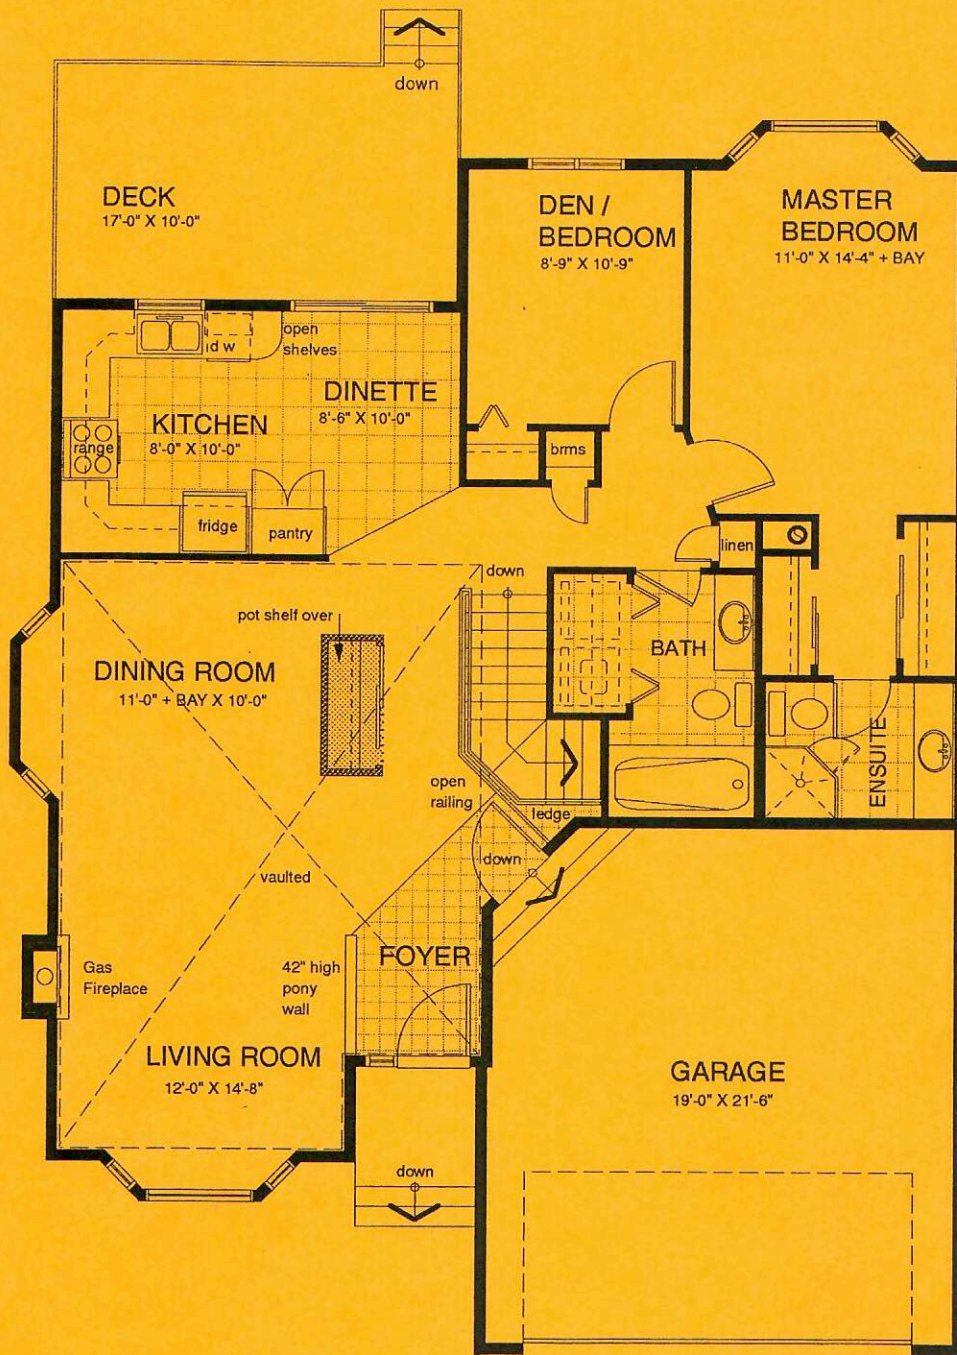 down
DECK
17'-0" X 10'-0"
DEN /
BEDROOM
8'-9" X 10'-9"
MASTER
BEDROOM
11'-0" X 14'-4" + BAY
d w
open
shelves
DINETTE
8'-6" X 10'-0"
KITCHEN
8'-0" X 10'-0"
range
brms
fridge
pantry
linen
down
pot shelf over
DINING ROOM
11'-0" + BAY X 10'-0"
BATH
ENSUITE
open
railing
ledge
down
vaulted
FOYER
Gas
Fireplace
42" high
pony
wall
LIVING ROOM
12'-0" X 14'-8"
GARAGE
19'-0" X 21'-6"
down